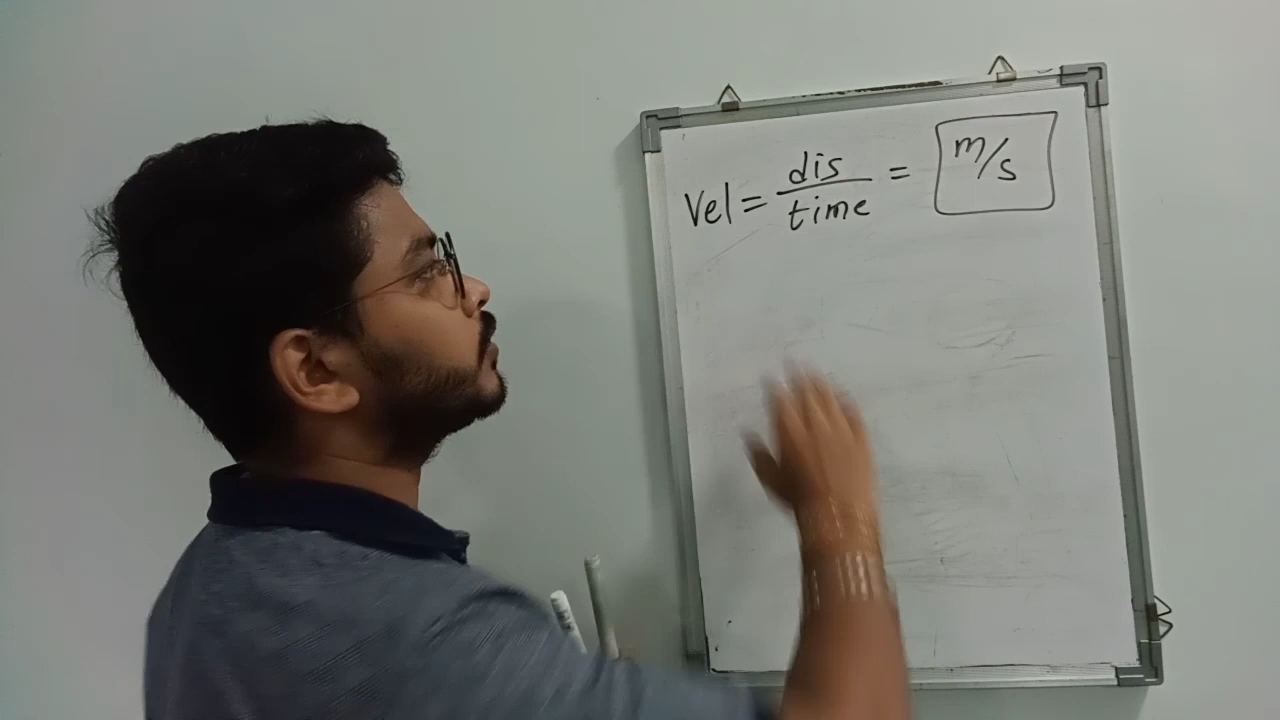 Vel = dis/time = m/s